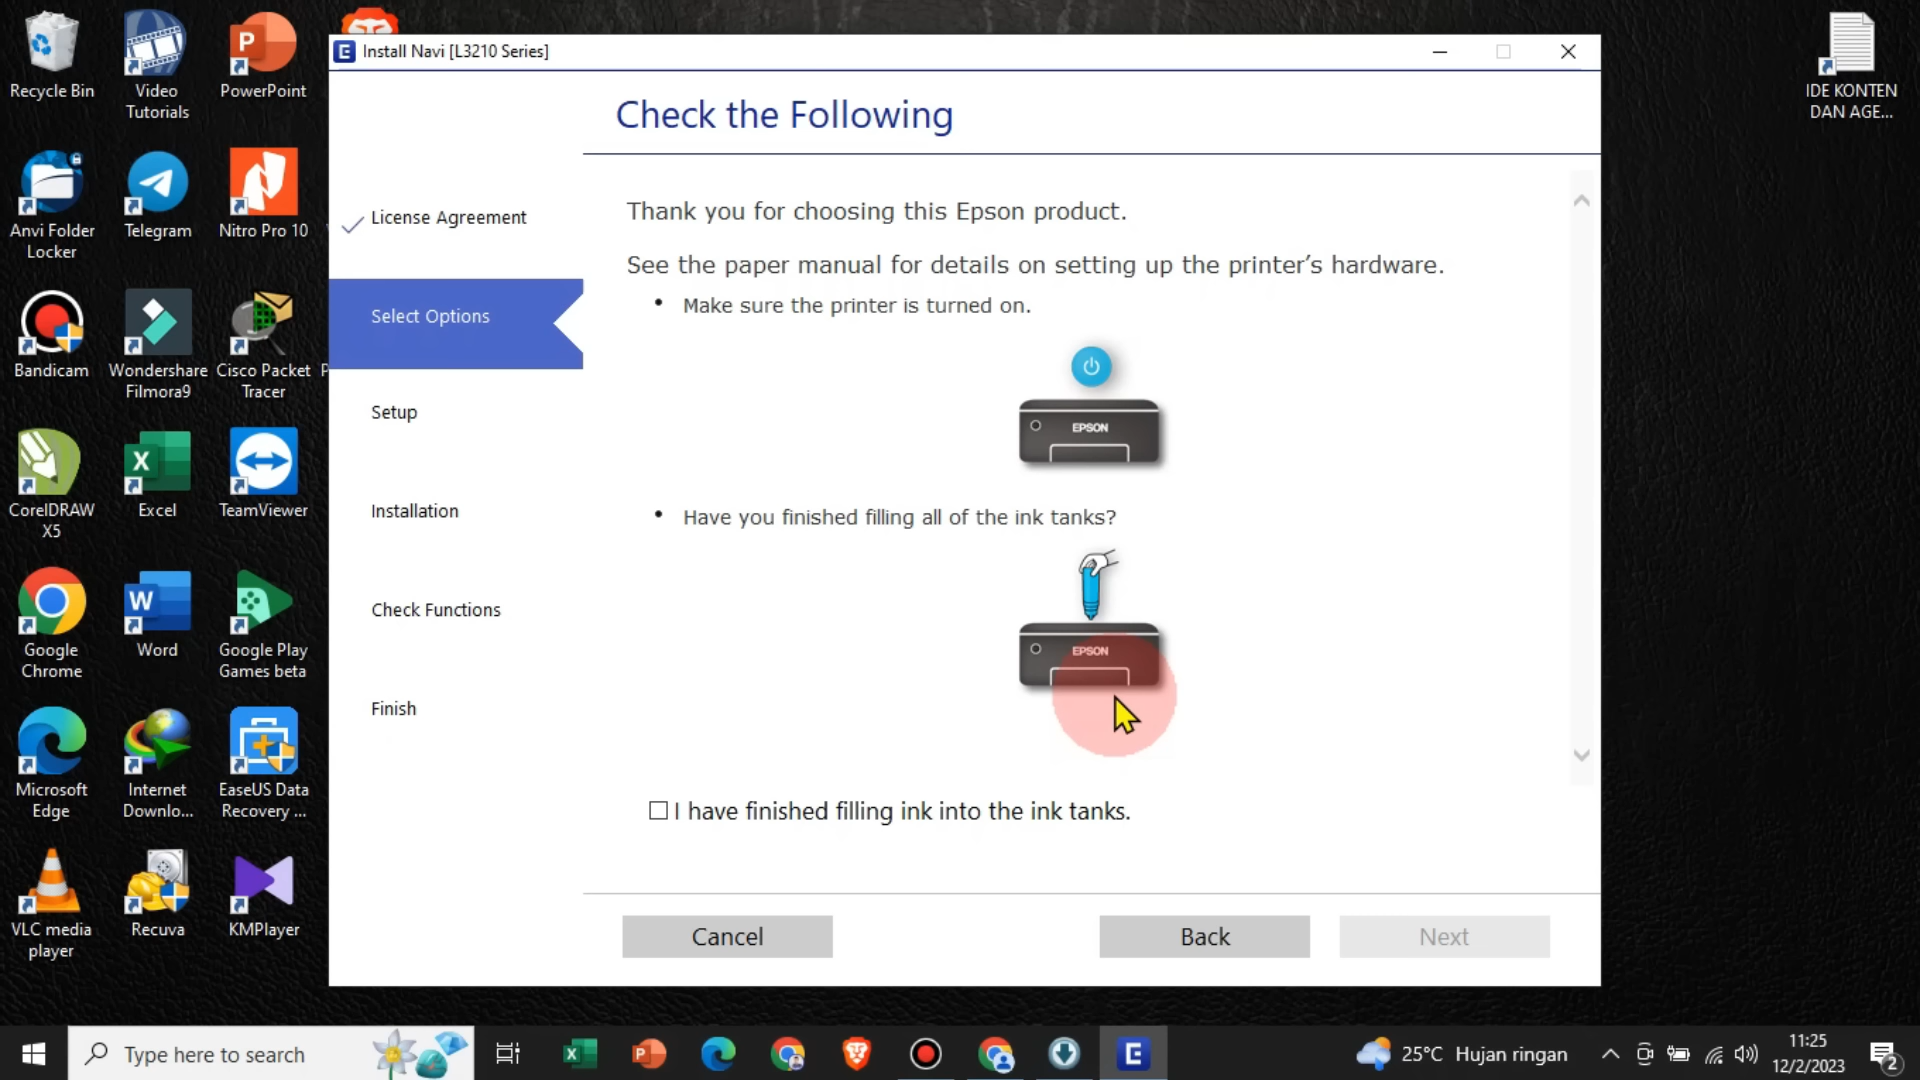 Recycle Bin
Video
Tutorials
PowerPoint
Anvi Folder
Locker
Telegram
Nitro Pro 10
Bandicam
Wondershare
Filmora9
Cisco Packet
Tracer
CorelDRAW
X5
Excel
TeamViewer
Google
Chrome
Word
Google Play
Games beta
Microsoft
Edge
Internet
Downlo...
EaseUS Data
Recovery ...
VLC media
player
Recuva
KMPlayer
IDE KONTEN
DAN AGE...
Install Navi [L3210 Series]
Check the Following
License Agreement
Select Options
Setup
Installation
Check Functions
Finish
Thank you for choosing this Epson product.
See the paper manual for details on setting up the printer’s hardware.
• Make sure the printer is turned on.
EPSON
• Have you finished filling all of the ink tanks?
EPSON
I have finished filling ink into the ink tanks.
Cancel
Back
Next
Type here to search
25°C Hujan ringan
11:25
12/2/2023
2